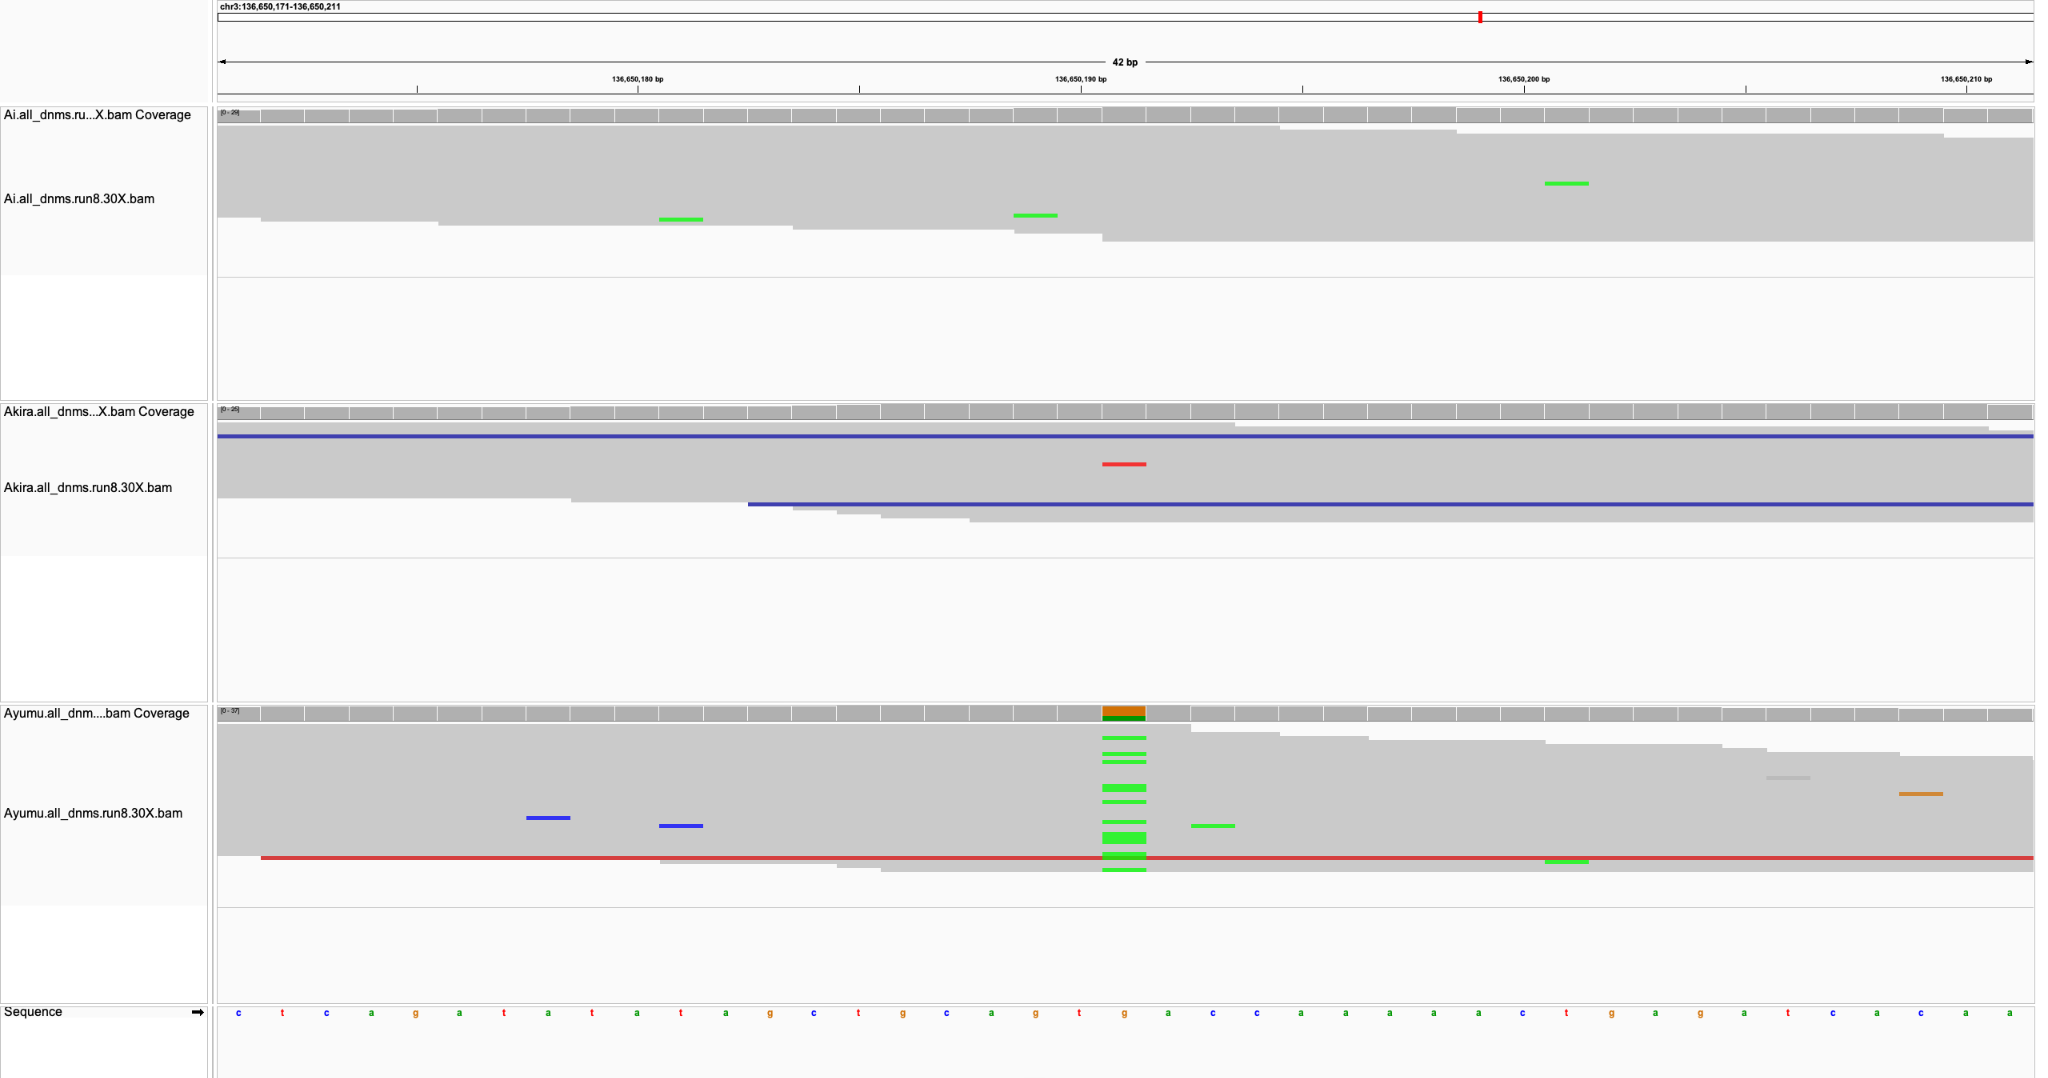 chr3:136,650,171-136,650,211
42 bp
136,650,180 bp 136,650,190 bp 136,650,200 bp 136,650,210 bp
Ai.all_dnms.ru...X.bam Coverage [0 - 29]
Ai.all_dnms.run8.30X.bam
Akira.all_dnms...X.bam Coverage [0 - 25]
Akira.all_dnms.run8.30X.bam
Ayumu.all_dnm....bam Coverage [0 - 37]
Ayumu.all_dnms.run8.30X.bam
Sequence c t c a g a t a t a t a g c t g c a g t g a c c a a a a a c t g a g a t c a c a a